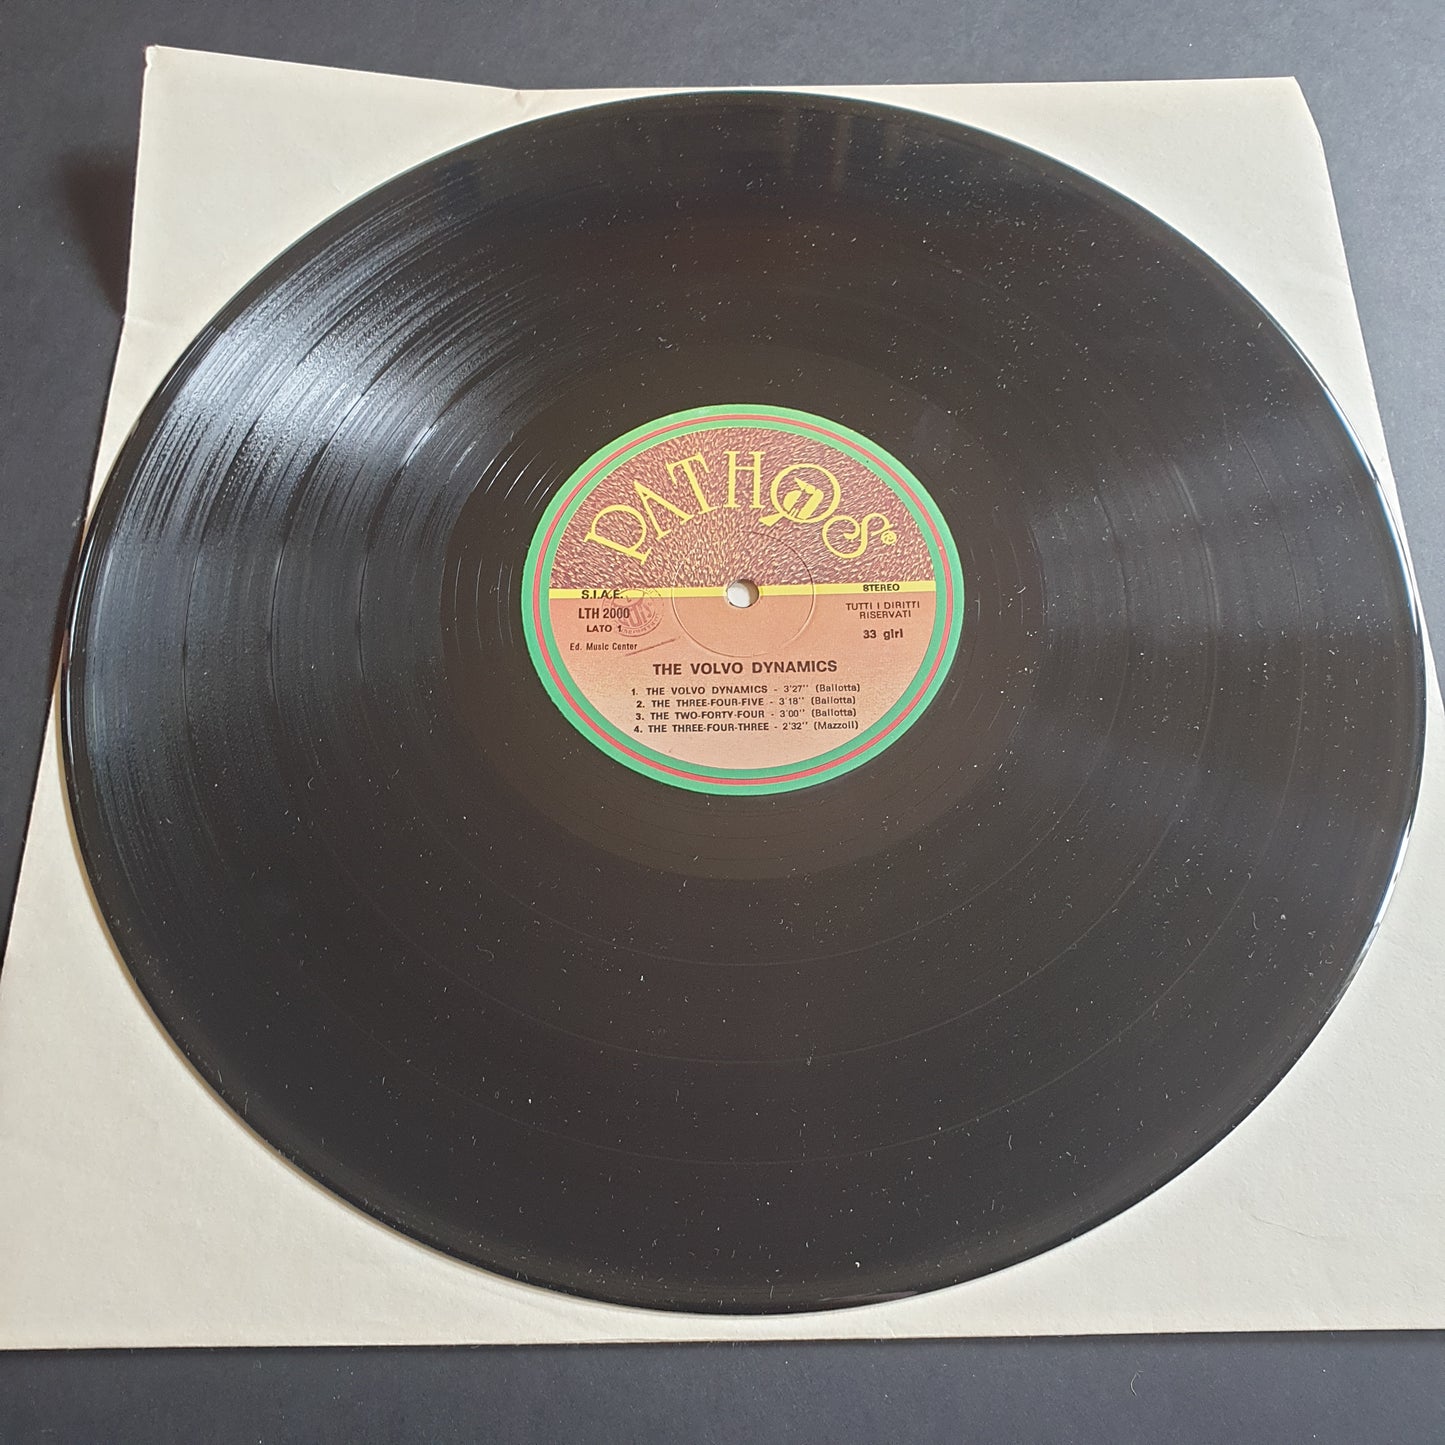 PATHOS
S.I.A.E.
LTH 2000
LATO 1
Ed. Music Center
STEREO
TUTTI I DIRITTI
RISERVATI
33 giri
THE VOLVO DYNAMICS
1. THE VOLVO DYNAMICS - 3'27'' (Ballotta)
2. THE THREE-FOUR-FIVE - 3'18'' (Ballotta)
3. THE TWO-FORTY-FOUR - 3'00'' (Ballotta)
4. THE THREE-FOUR-THREE - 2'32'' (Mazzoli)